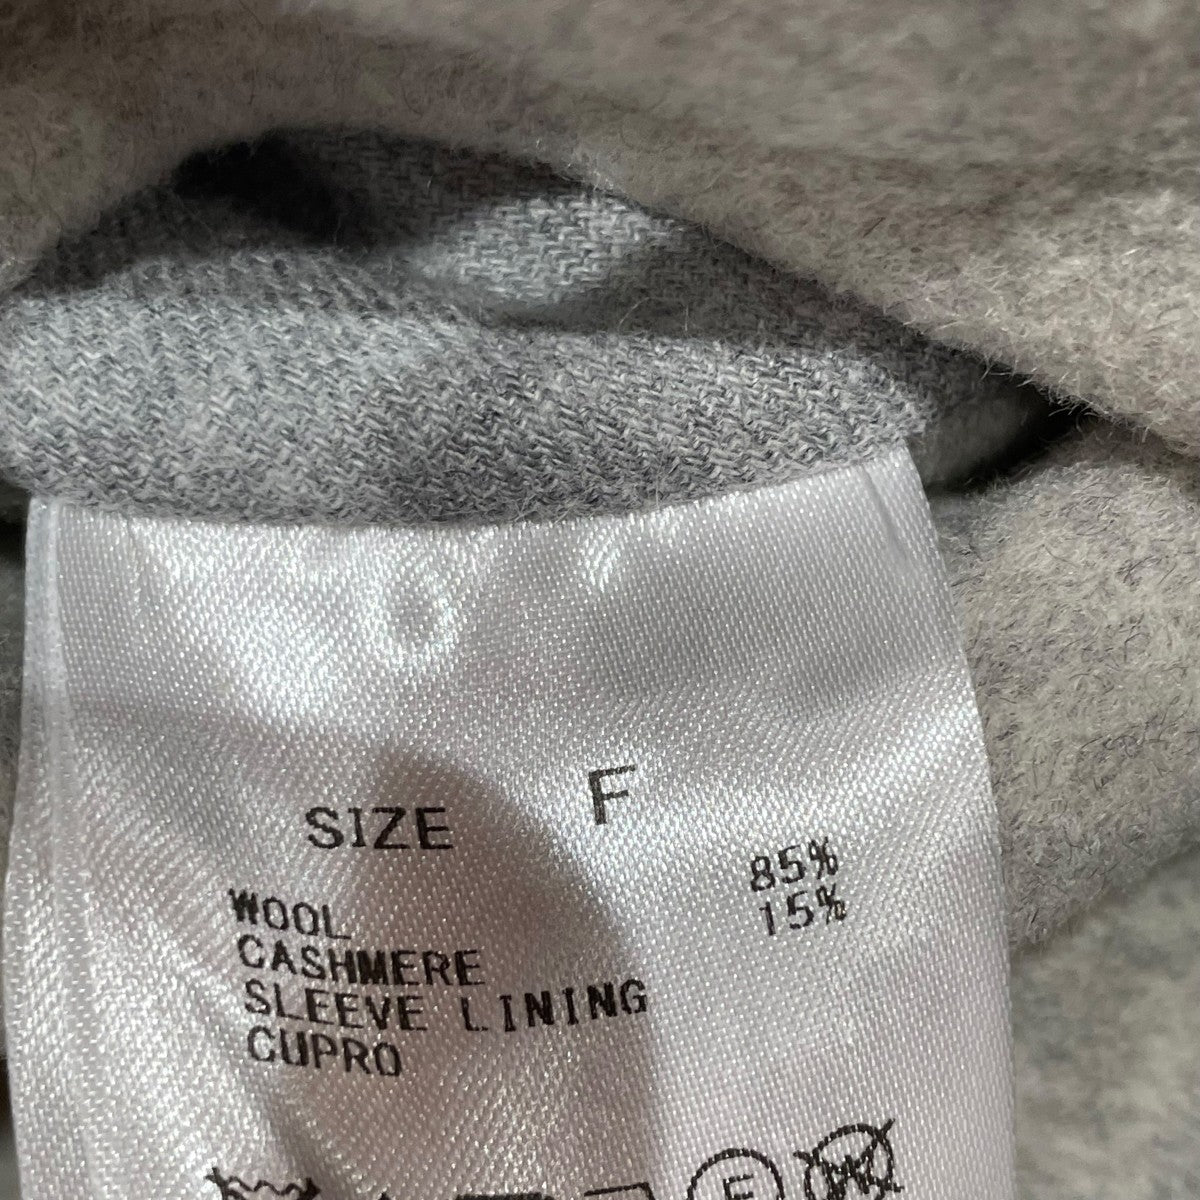 SIZE F
WOOL 85%
CASHMERE 15%
SLEEVE LINING
CUPRO
F